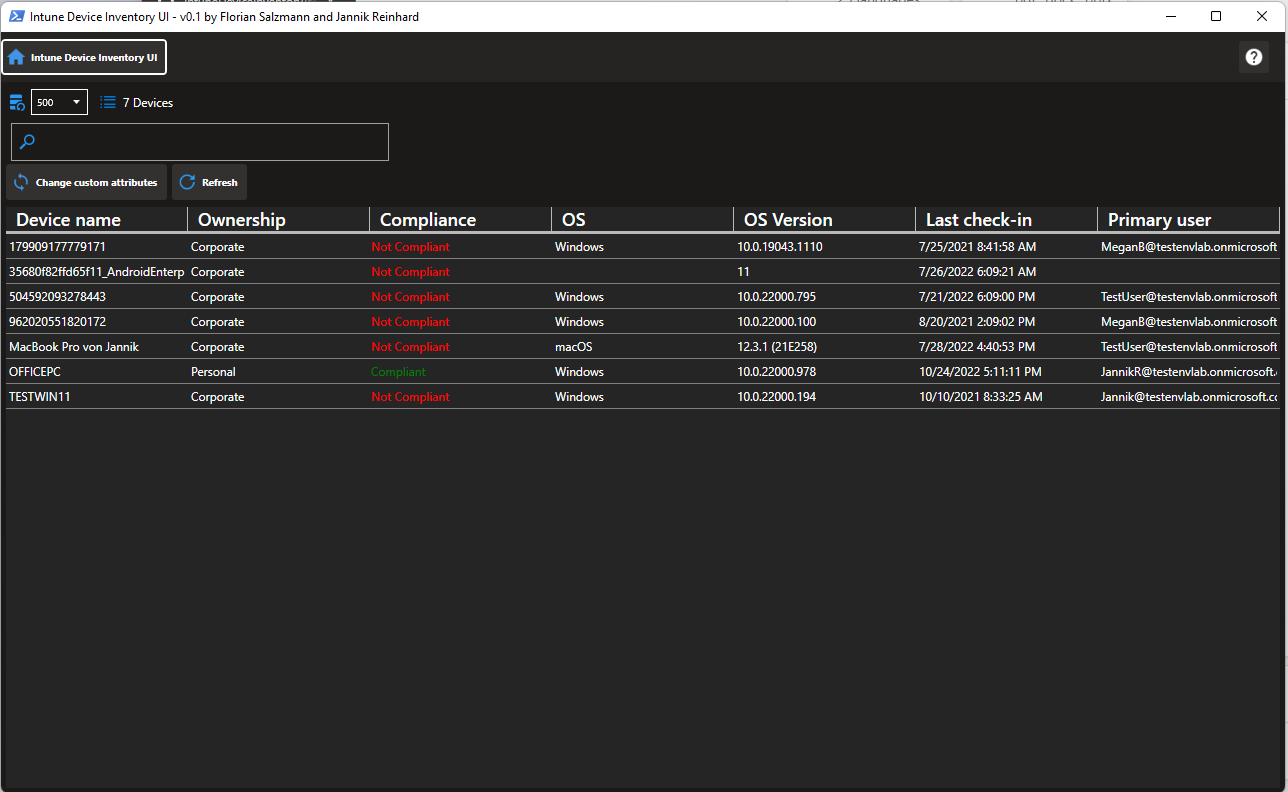 Intune Device Inventory UI - v0.1 by Florian Salzmann and Jannik Reinhard
Intune Device Inventory UI
?
500 7 Devices
Change custom attributes Refresh
Device name Ownership Compliance OS OS Version Last check-in Primary user
179909177779171 Corporate Not Compliant Windows 10.0.19043.1110 7/25/2021 8:41:58 AM MeganB@testenvlab.onmicrosoft
35680f82ffd65f11_AndroidEnterp Corporate Not Compliant 11 7/26/2022 6:09:21 AM
504592093278443 Corporate Not Compliant Windows 10.0.22000.795 7/21/2022 6:09:00 PM TestUser@testenvlab.onmicrosoft
962020551820172 Corporate Not Compliant Windows 10.0.22000.100 8/20/2021 2:09:02 PM MeganB@testenvlab.onmicrosoft
MacBook Pro von Jannik Corporate Not Compliant macOS 12.3.1 (21E258) 7/28/2022 4:40:53 PM TestUser@testenvlab.onmicrosoft
OFFICEPC Personal Compliant Windows 10.0.22000.978 10/24/2022 5:11:11 PM JannikR@testenvlab.onmicrosoft.
TESTWIN11 Corporate Not Compliant Windows 10.0.22000.194 10/10/2021 8:33:25 AM Jannik@testenvlab.onmicrosoft.co